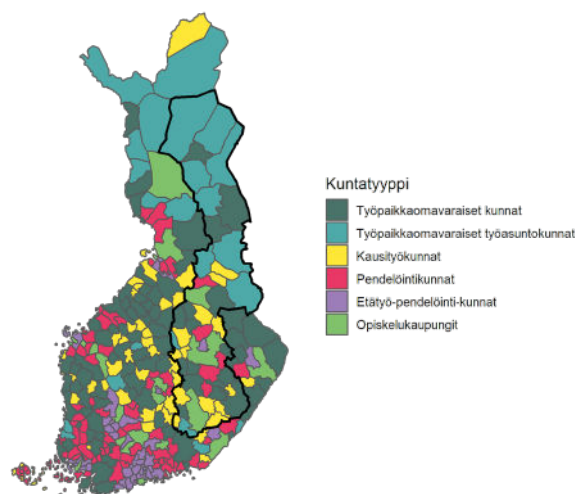 Kuntatyyppi
Työpaikkaomavaraiset kunnat
Työpaikkaomavaraiset työasuntokunnat
Kausityökunnat
Pendelöintikunnat
Etätyö-pendelöinti-kunnat
Opiskelukaupungit